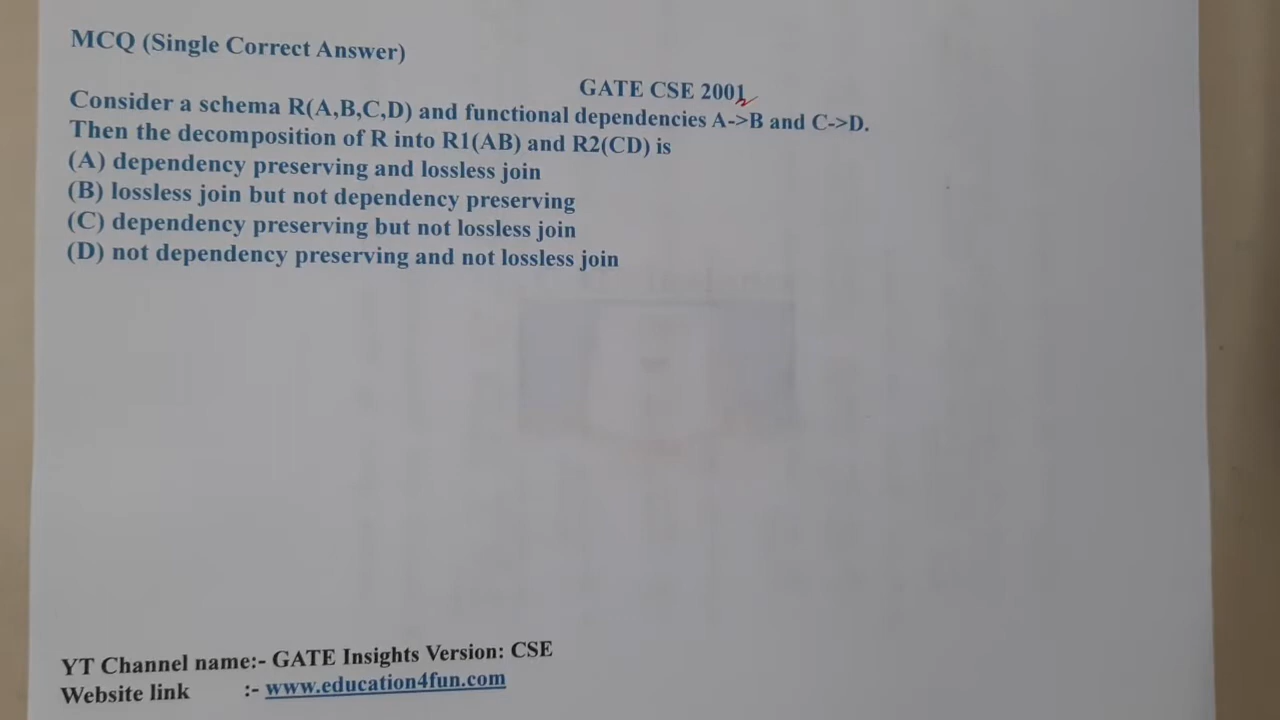 MCQ (Single Correct Answer)
GATE CSE 2001
Consider a schema R(A,B,C,D) and functional dependencies A->B and C->D.
Then the decomposition of R into R1(AB) and R2(CD) is
(A) dependency preserving and lossless join
(B) lossless join but not dependency preserving
(C) dependency preserving but not lossless join
(D) not dependency preserving and not lossless join
YT Channel name:- GATE Insights Version: CSE
Website link :- www.education4fun.com